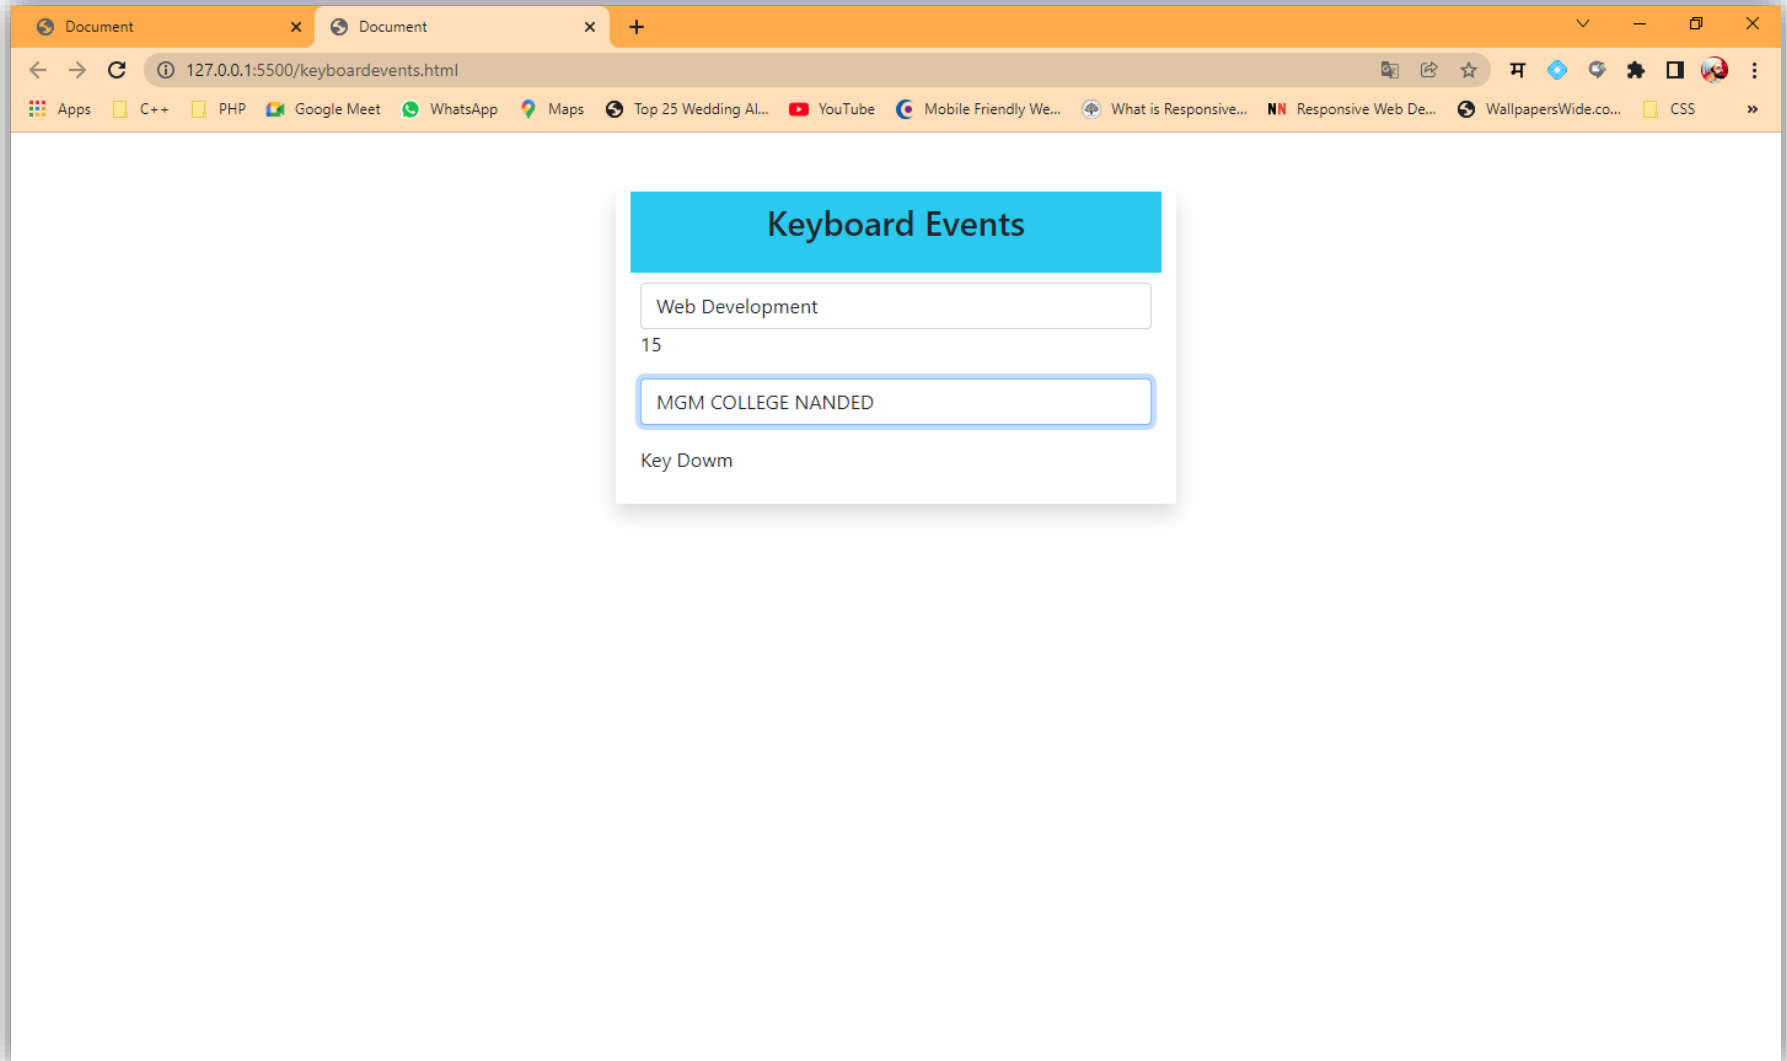 Document
Document
127.0.0.1:5500/keyboardevents.html
म
Apps C++ PHP Google Meet WhatsApp Maps Top 25 Wedding Al... YouTube Mobile Friendly We... What is Responsive... NN Responsive Web De... WallpapersWide.co... CSS »
Keyboard Events
Web Development
15
MGM COLLEGE NANDED
Key Dowm